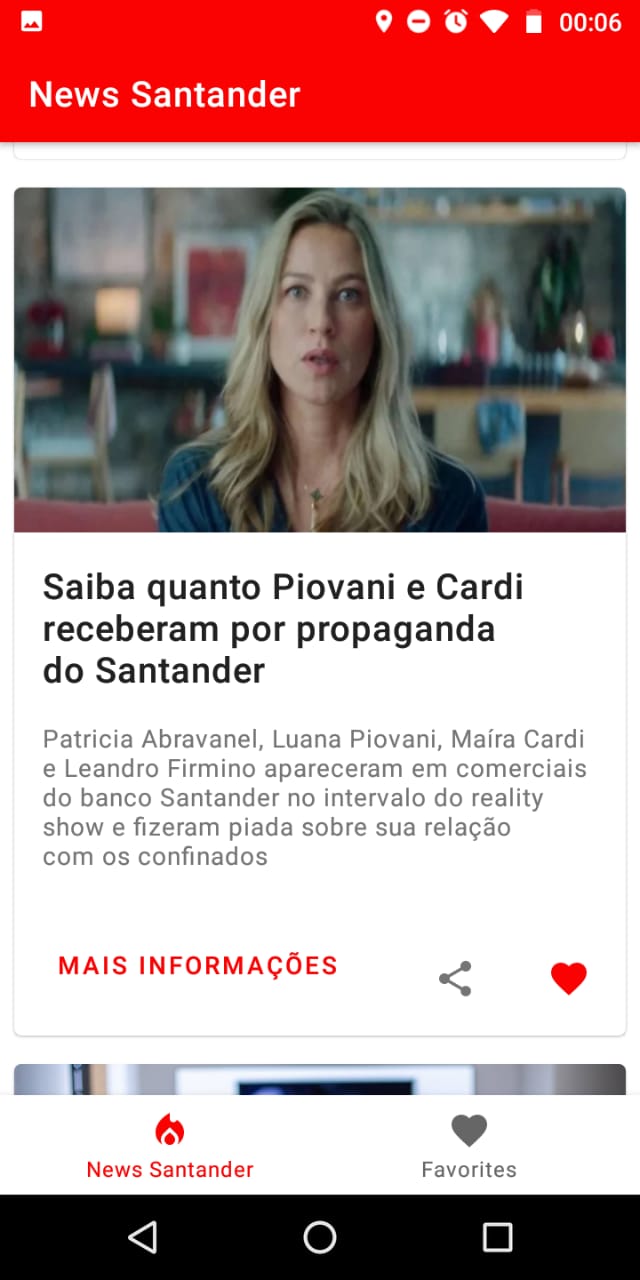 00:06
News Santander
Saiba quanto Piovani e Cardi
receberam por propaganda
do Santander
Patricia Abravanel, Luana Piovani, Maíra Cardi
e Leandro Firmino apareceram em comerciais
do banco Santander no intervalo do reality
show e fizeram piada sobre sua relação
com os confinados
MAIS INFORMAÇÕES
News Santander
Favorites